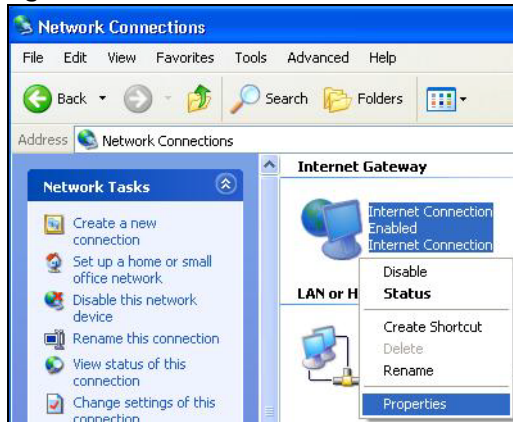 Network Connections
File Edit View Favorites Tools Advanced Help
Back Search Folders
Address Network Connections
Network Tasks
Create a new
connection
Set up a home or small
office network
Disable this network
device
Rename this connection
View status of this
connection
Change settings of this
connection
Internet Gateway
Internet Connection
Enabled
Internet Connection
LAN or H
Disable
Status
Create Shortcut
Delete
Rename
Properties